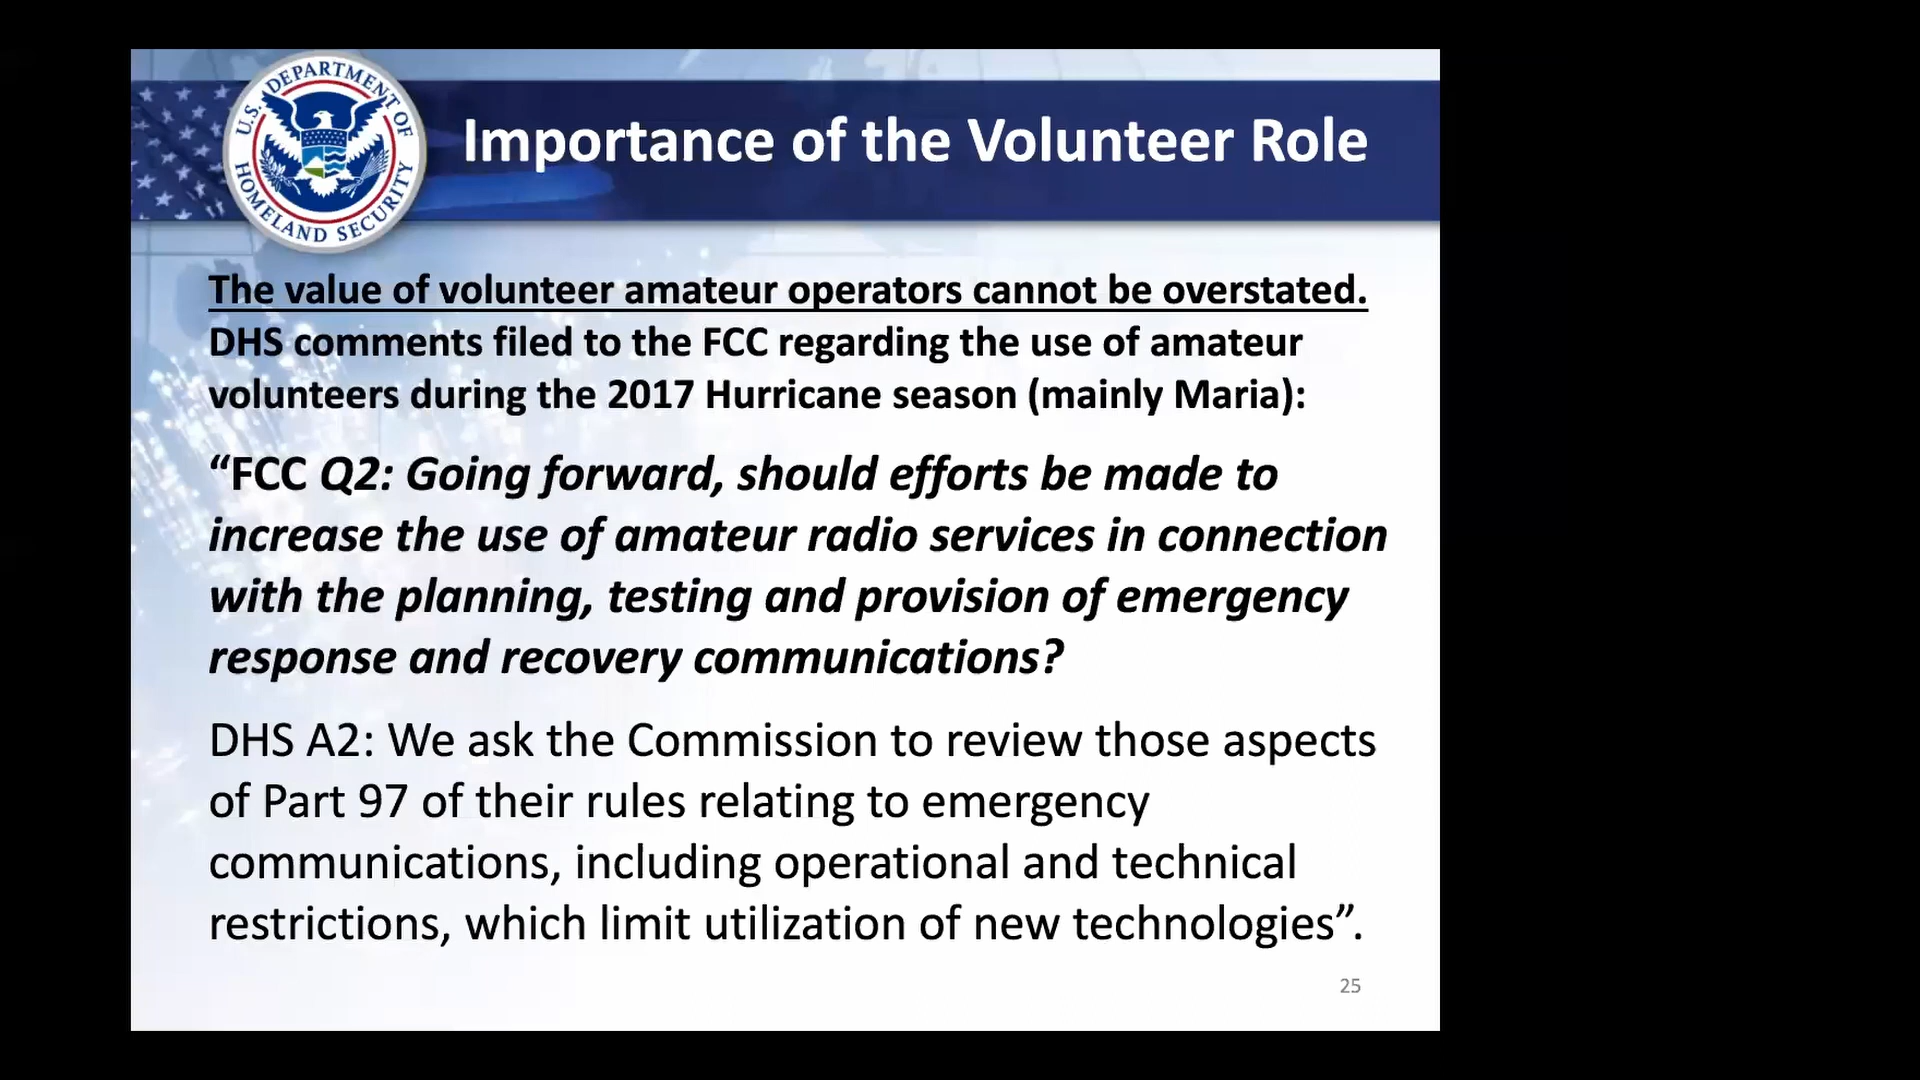 U.S. DEPARTMENT OF
HOMELAND SECURITY
Importance of the Volunteer Role
The value of volunteer amateur operators cannot be overstated.
DHS comments filed to the FCC regarding the use of amateur
volunteers during the 2017 Hurricane season (mainly Maria):
“FCC Q2: Going forward, should efforts be made to
increase the use of amateur radio services in connection
with the planning, testing and provision of emergency
response and recovery communications?
DHS A2: We ask the Commission to review those aspects
of Part 97 of their rules relating to emergency
communications, including operational and technical
restrictions, which limit utilization of new technologies”.
25